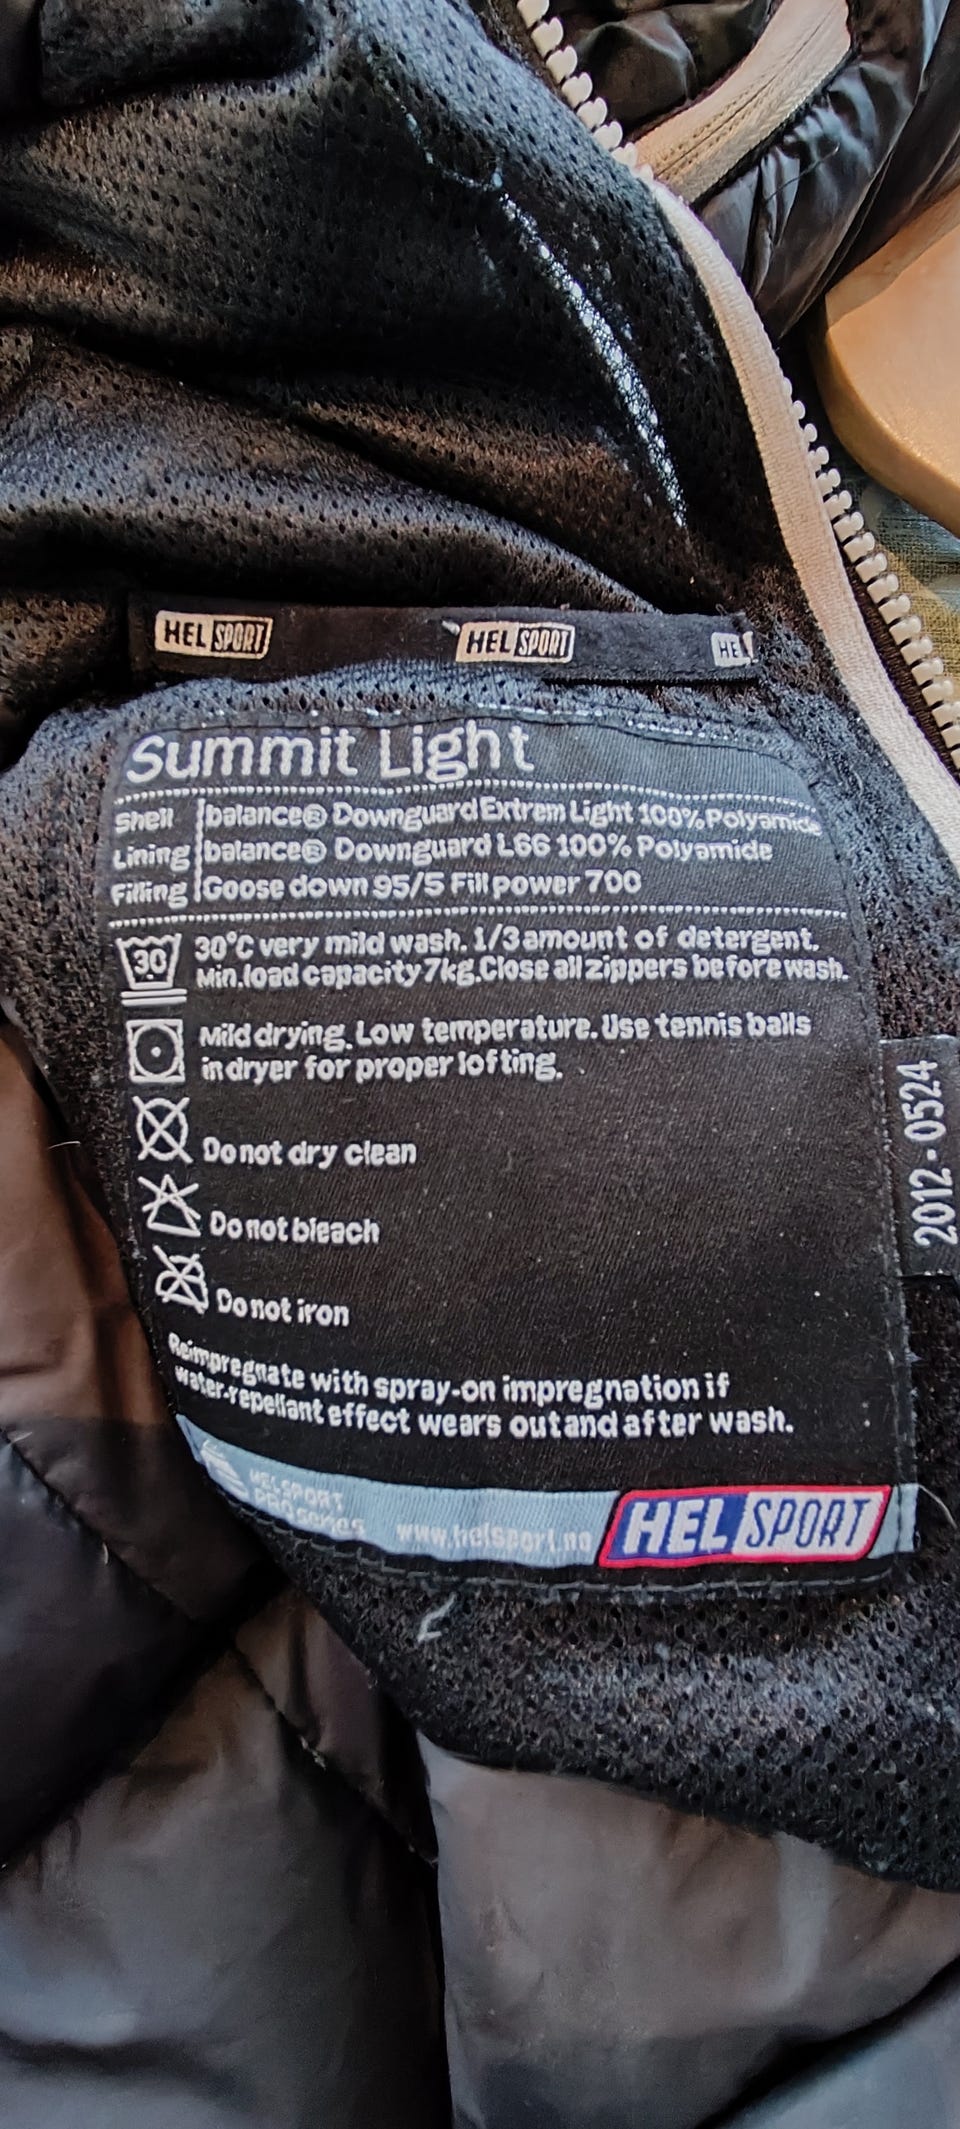 HEL SPORT HEL SPORT HE
Summit Light
Shell balance® Downguard Extrem Light 100% Polyamide
Lining balance® Downguard L66 100% Polyamide
Filling Goose down 95/5 Fill power 700
30 30°C very mild wash. 1/3 amount of detergent.
Min. load capacity 7kg. Close all zippers before wash.
Mild drying. Low temperature. Use tennis balls
in dryer for proper lofting.
Do not dry clean
Do not bleach
Do not iron
Reimpregnate with spray-on impregnation if
water-repellant effect wears out and after wash.
HELSPORT
PRO series
www.helsport.no
HEL SPORT
2012 - 0524